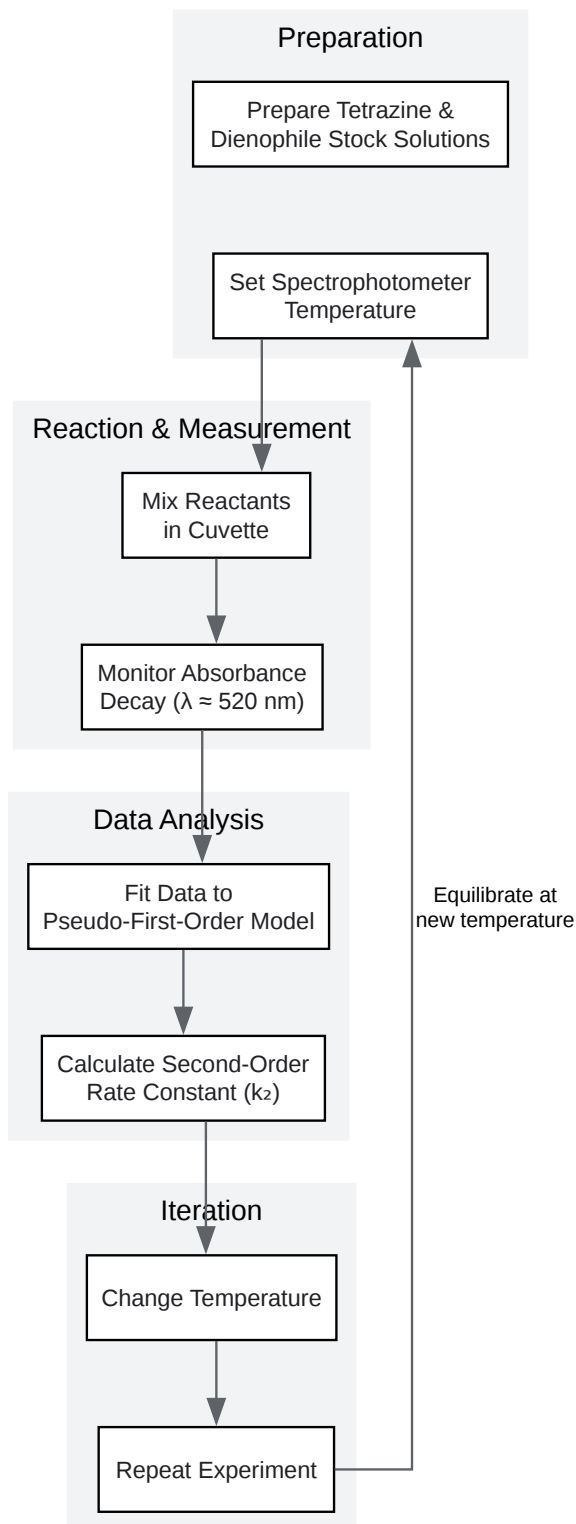 Preparation
Prepare Tetrazine &
Dienophile Stock Solutions
Set Spectrophotometer
Temperature
Reaction & Measurement
Mix Reactants
in Cuvette
Monitor Absorbance
Decay (λ ≈ 520 nm)
Data Analysis
Fit Data to
Pseudo-First-Order Model
Equilibrate at
new temperature
Calculate Second-Order
Rate Constant (k₂)
Iteration
Change Temperature
Repeat Experiment